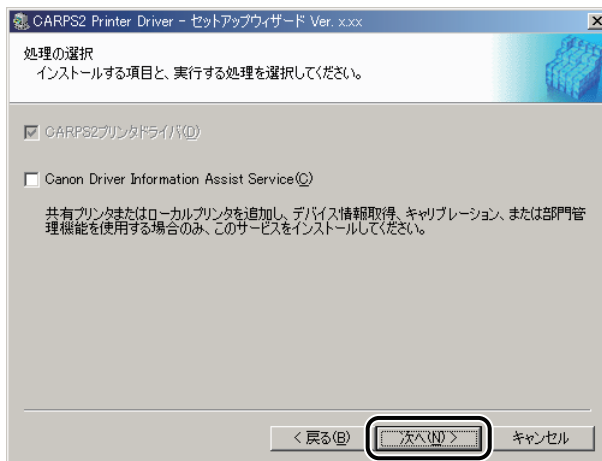 CARPS2 Printer Driver - セットアップウィザード Ver. x.xx
処理の選択
インストールする項目と、実行する処理を選択してください。
CARPS2プリンタドライバ(D)
Canon Driver Information Assist Service(C)
共有プリンタまたはローカルプリンタを追加し、デバイス情報取得、キャリブレーション、または部門管
理機能を使用する場合のみ、このサービスをインストールしてください。
< 戻る(B) 次へ(N) > キャンセル